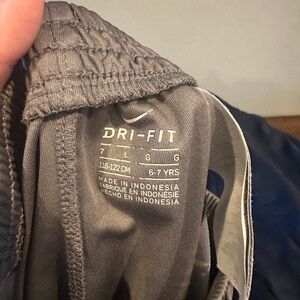 DRI-FIT
7 L G G
116-122 CM 6-7 YRS
MADE IN INDONESIA
FABRIQUÉ EN INDONÉSIE
HECHO EN INDONESIA